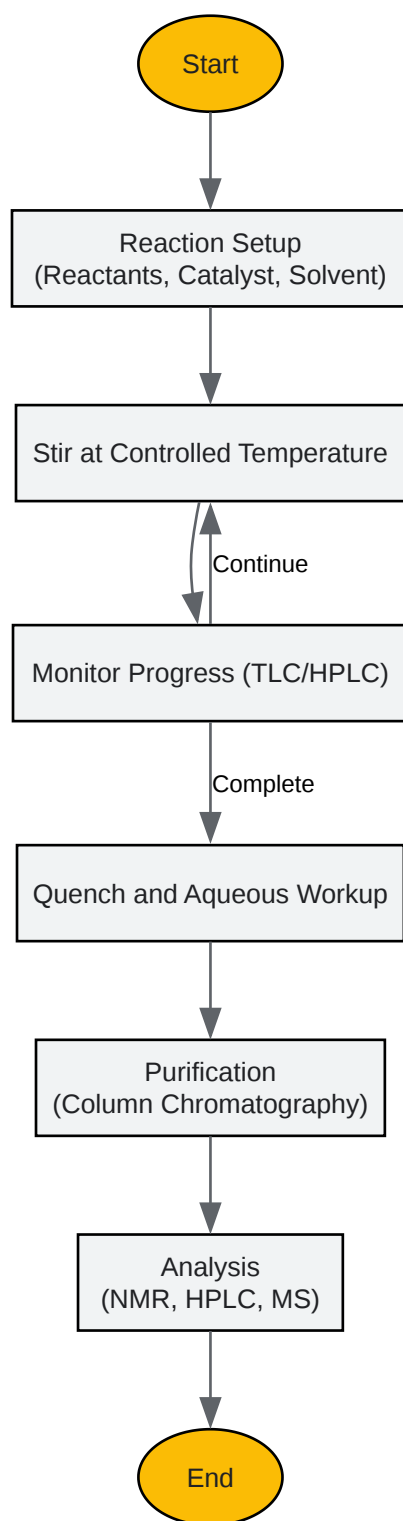 Start
Reaction Setup
(Reactants, Catalyst, Solvent)
Stir at Controlled Temperature
Continue
Monitor Progress (TLC/HPLC)
Complete
Quench and Aqueous Workup
Purification
(Column Chromatography)
Analysis
(NMR, HPLC, MS)
End